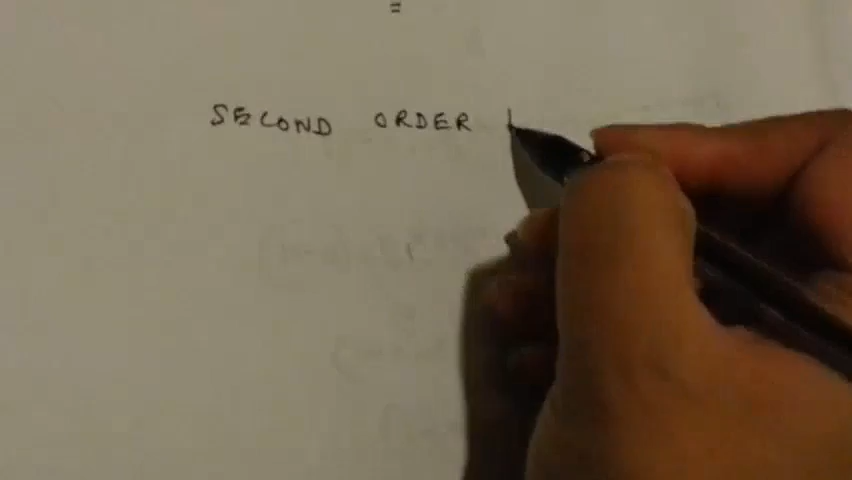 =
SECOND ORDER